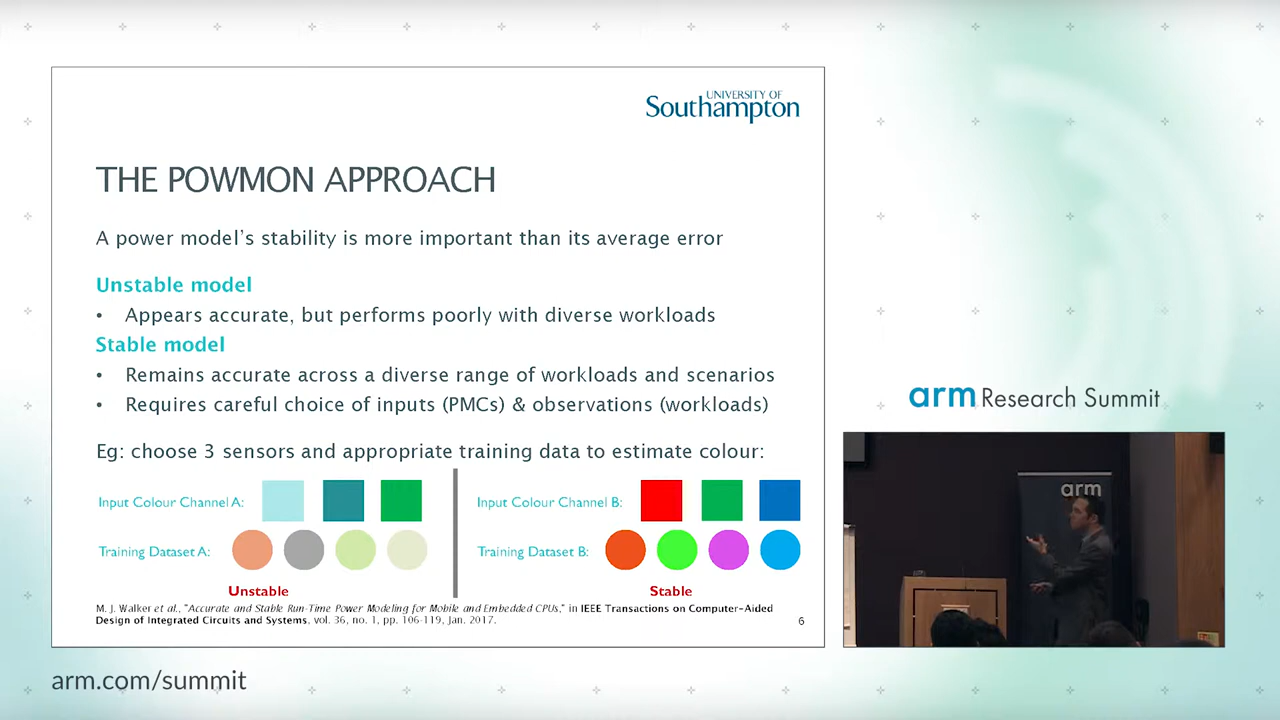 UNIVERSITY OF
Southampton
THE POWMON APPROACH
A power model's stability is more important than its average error
Unstable model
• Appears accurate, but performs poorly with diverse workloads
Stable model
• Remains accurate across a diverse range of workloads and scenarios
• Requires careful choice of inputs (PMCs) & observations (workloads)
Eg: choose 3 sensors and appropriate training data to estimate colour:
Input Colour Channel A:
Training Dataset A:
Unstable
Input Colour Channel B:
Training Dataset B:
Stable
M. J. Walker et al., "Accurate and Stable Run-Time Power Modeling for Mobile and Embedded CPUs," in IEEE Transactions on Computer-Aided
Design of Integrated Circuits and Systems, vol. 36, no. 1, pp. 106-119, Jan. 2017.
6
arm Research Summit
arm
arm.com/summit